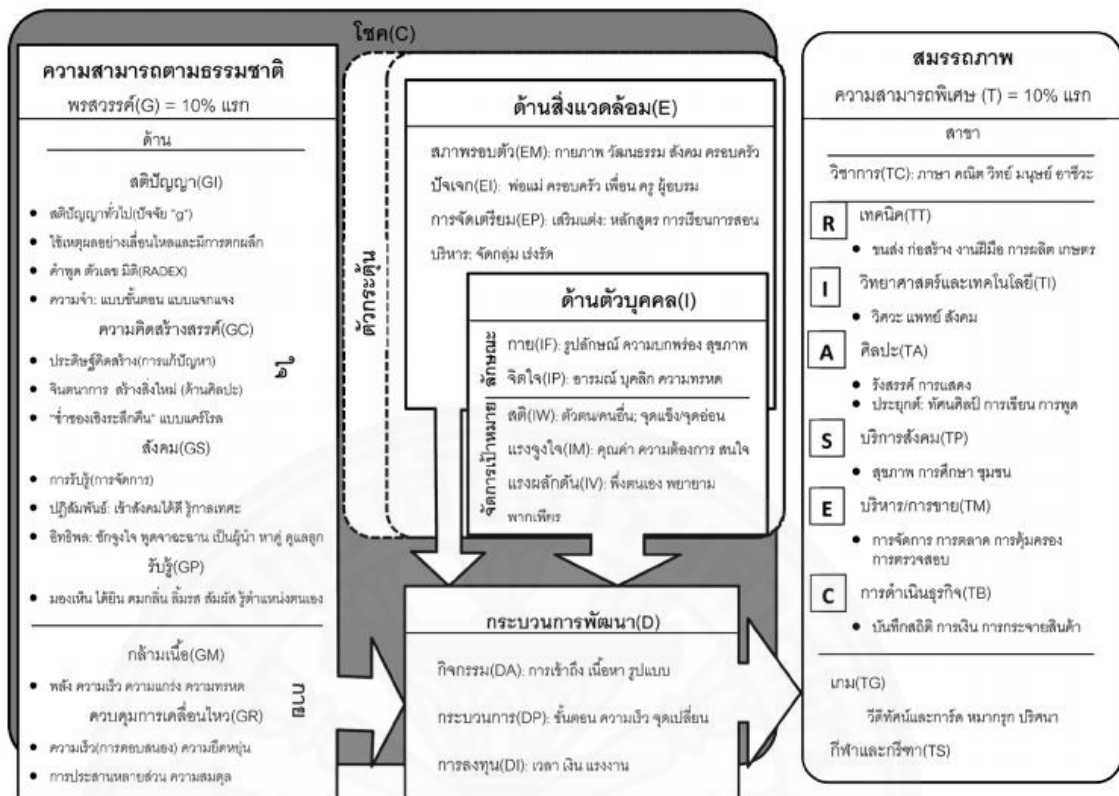 โชค(C)
ความสามารถตามธรรมชาติ
พรสวรรค์(G) = 10% แรก
ด้าน
สติปัญญา(GI)
• สติปัญญาทั่วไป(ปัจจัย "g")
• ใช้เหตุผลอย่างเลื่อนไหลและมีการตกผลึก
• คำพูด ตัวเลข มิติ(RADEX)
• ความจำ: แบบขั้นตอน แบบแจกแจง
ความคิดสร้างสรรค์(GC)
• ประดิษฐ์คิดสร้าง(การแก้ปัญหา)
• จินตนาการ สร้างสิ่งใหม่ (ด้านศิลปะ)
• "ช่ำชองเชิงระลึกคืน" แบบแคร์โรล
สังคม(GS)
• การรับรู้(การจัดการ)
• ปฏิสัมพันธ์: เข้าสังคมได้ดี รู้กาลเทศะ
• อิทธิพล: ชักจูงใจ พูดจาฉะฉาน เป็นผู้นำ หาคู่ ดูแลลูก
รับรู้(GP)
• มองเห็น ได้ยิน ดมกลิ่น ลิ้มรส สัมผัส รู้ตำแหน่งตนเอง
ใจ
กล้ามเนื้อ(GM)
• พลัง ความเร็ว ความแกร่ง ความทรหด
ควบคุมการเคลื่อนไหว(GR)
• ความเร็ว(การตอบสนอง) ความยืดหยุ่น
• การประสานหลายส่วน ความสมดุล
กาย
ตัวกระตุ้น
ด้านสิ่งแวดล้อม(E)
สภาพรอบตัว(EM): กายภาพ วัฒนธรรม สังคม ครอบครัว
ปัจเจก(EI): พ่อแม่ ครอบครัว เพื่อน ครู ผู้อบรม
การจัดเตรียม(EP): เสริมแต่ง: หลักสูตร การเรียนการสอน
บริหาร: จัดกลุ่ม เร่งรัด
ด้านตัวบุคคล(I)
ลักษณะ
กาย(IF): รูปลักษณ์ ความบกพร่อง สุขภาพ
จิตใจ(IP): อารมณ์ บุคลิก ความทรหด
จัดการเป้าหมาย
สติ(IW): ตัวตน/คนอื่น; จุดแข็ง/จุดอ่อน
แรงจูงใจ(IM): คุณค่า ความต้องการ สนใจ
แรงผลักดัน(IV): พึ่งตนเอง พยายาม
พากเพียร
กระบวนการพัฒนา(D)
กิจกรรม(DA): การเข้าถึง เนื้อหา รูปแบบ
กระบวนการ(DP): ขั้นตอน ความเร็ว จุดเปลี่ยน
การลงทุน(DI): เวลา เงิน แรงงาน
สมรรถภาพ
ความสามารถพิเศษ (T) = 10% แรก
สาขา
วิชาการ(TC): ภาษา คณิต วิทย์ มนุษย์ อาชีวะ
R เทคนิค(TT)
• ขนส่ง ก่อสร้าง งานฝีมือ การผลิต เกษตร
I วิทยาศาสตร์และเทคโนโลยี(TI)
• วิศวะ แพทย์ สังคม
A ศิลปะ(TA)
• รังสรรค์ การแสดง
• ประยุกต์: ทัศนศิลป์ การเขียน การพูด
S บริการสังคม(TP)
• สุขภาพ การศึกษา ชุมชน
E บริหาร/การขาย(TM)
• การจัดการ การตลาด การคุ้มครอง
การตรวจสอบ
C การดำเนินธุรกิจ(TB)
• บันทึกสถิติ การเงิน การกระจายสินค้า
เกม(TG)
วีดีทัศน์และการ์ด หมากรุก ปริศนา
กีฬาและกรีฑา(TS)